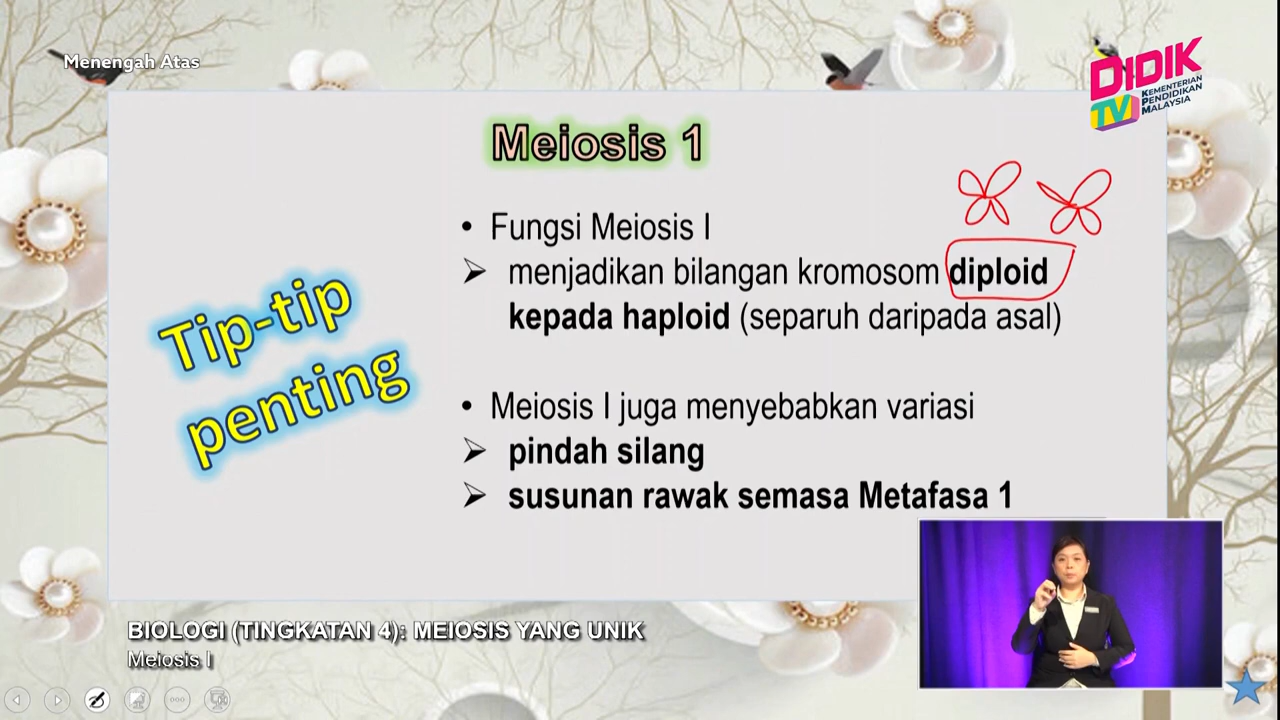 Menengah Atas
DIDIK
TV
KEMENTERIAN
PENDIDIKAN
MALAYSIA
Meiosis 1
• Fungsi Meiosis I
➢ menjadikan bilangan kromosom diploid
kepada haploid (separuh daripada asal)
Tip-tip
penting
• Meiosis I juga menyebabkan variasi
➢ pindah silang
➢ susunan rawak semasa Metafasa 1
BIOLOGI (TINGKATAN 4): MEIOSIS YANG UNIK
Meiosis I